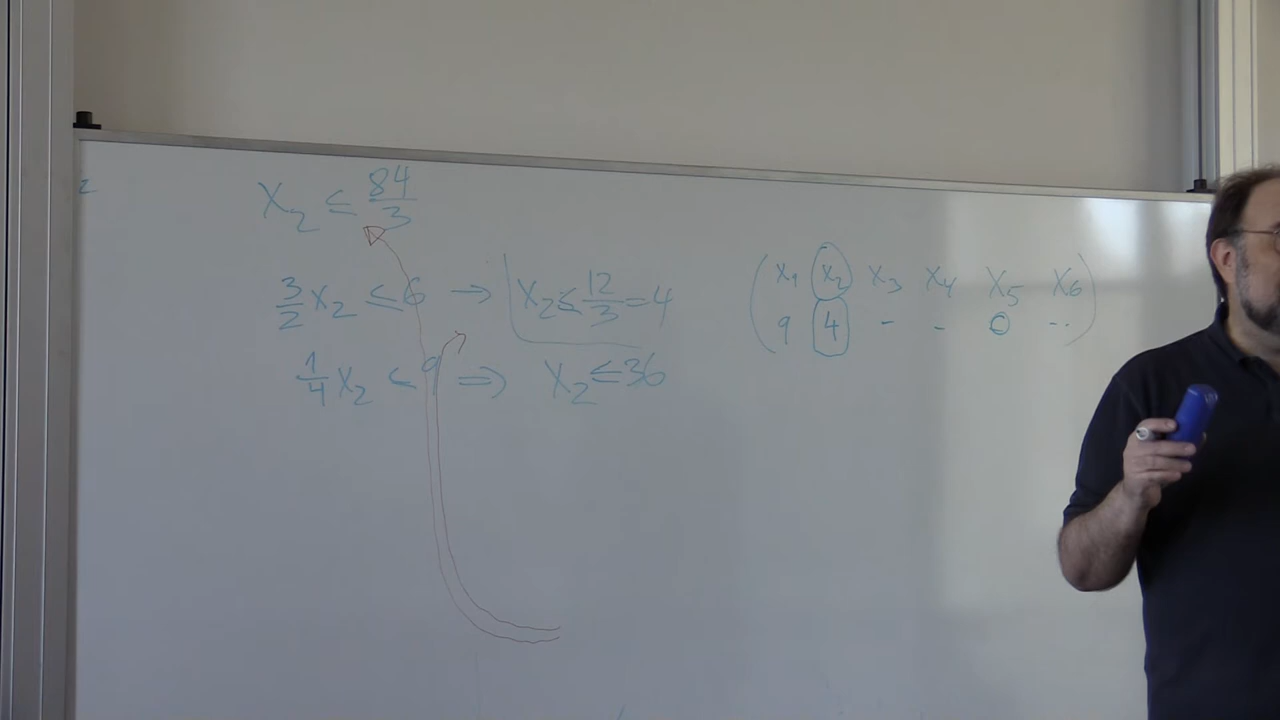 X₂ ≤ 84/3
3/2 X₂ ≤ 6 → X₂ ≤ 12/3 = 4
1/4 X₂ ≤ 9 ⇒ X₂ ≤ 36
( X₁ X₂ X₃ X₄ X₅ X₆ )
9 4 - - 0 --